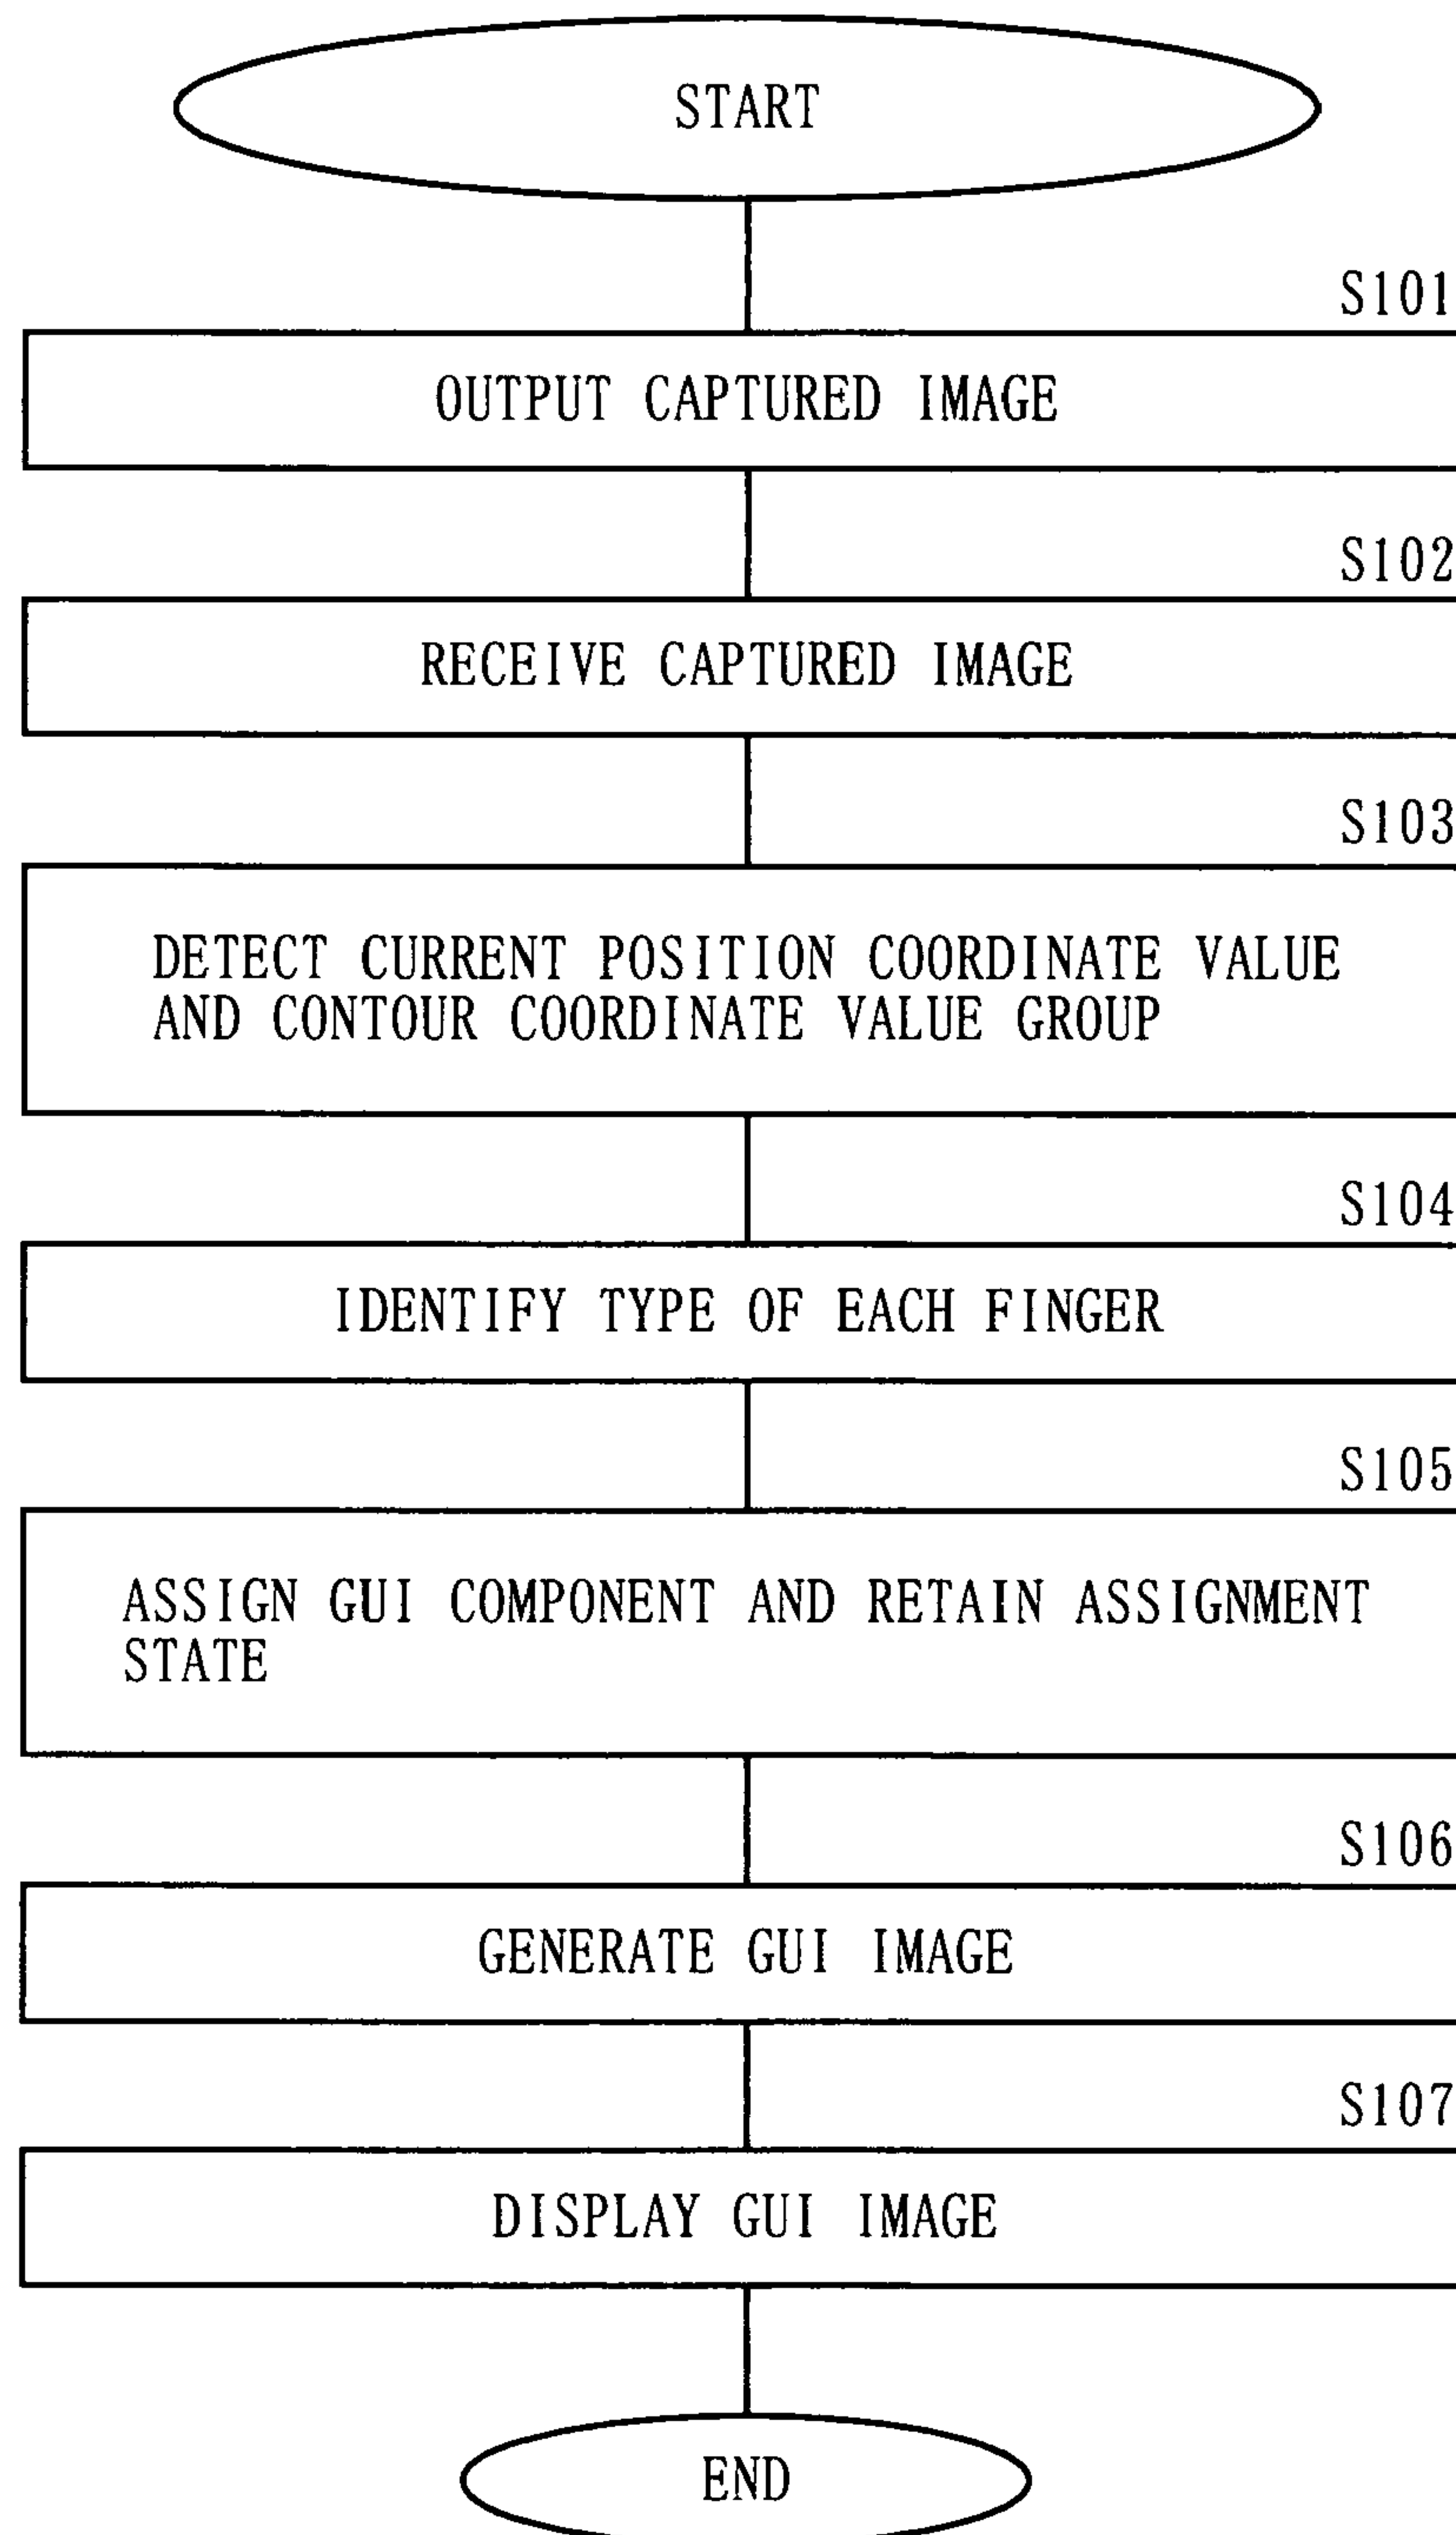 START
S101
OUTPUT CAPTURED IMAGE
S102
RECEIVE CAPTURED IMAGE
S103
DETECT CURRENT POSITION COORDINATE VALUE
AND CONTOUR COORDINATE VALUE GROUP
S104
IDENTIFY TYPE OF EACH FINGER
S105
ASSIGN GUI COMPONENT AND RETAIN ASSIGNMENT
STATE
S106
GENERATE GUI IMAGE
S107
DISPLAY GUI IMAGE
END